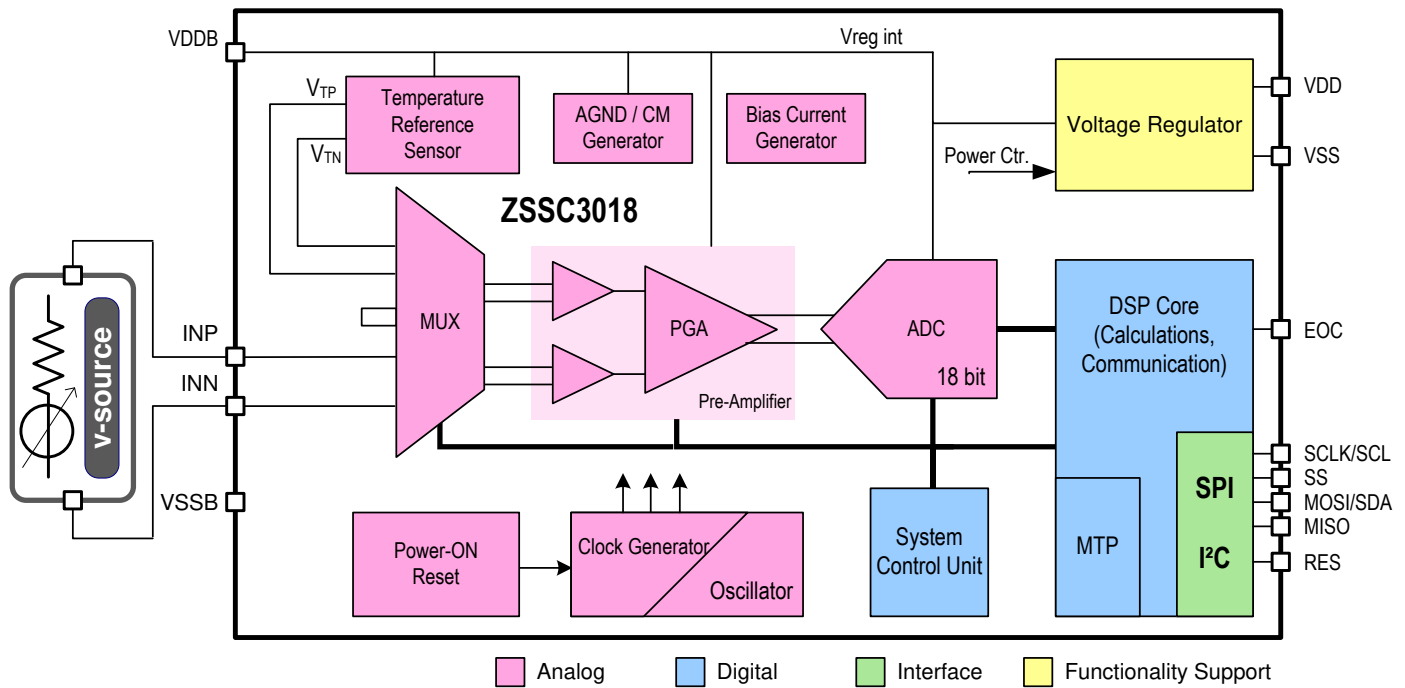 VDDB
Vreg int
VTP
Temperature
Reference
Sensor
VTN
AGND / CM
Generator
Bias Current
Generator
Voltage Regulator
Power Ctr.
VDD
VSS
ZSSC3018
v-source
INP
INN
VSSB
MUX
PGA
Pre-Amplifier
ADC
18 bit
DSP Core
(Calculations,
Communication)
EOC
SCLK/SCL
SS
MOSI/SDA
MISO
RES
SPI
I²C
MTP
System
Control Unit
Power-ON
Reset
Clock Generator
Oscillator
Analog
Digital
Interface
Functionality Support